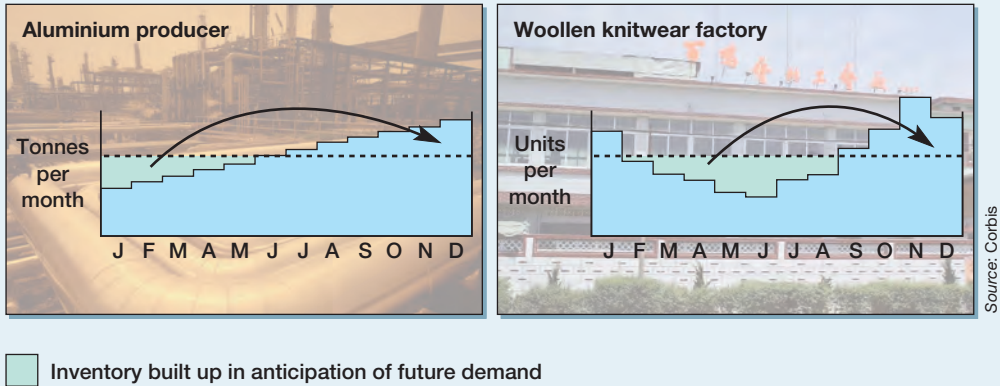 Aluminium producer
Tonnes
per
month
J F M A M J J A S O N D
Woollen knitwear factory
Units
per
month
J F M A M J J A S O N D
Source: Corbis
Inventory built up in anticipation of future demand